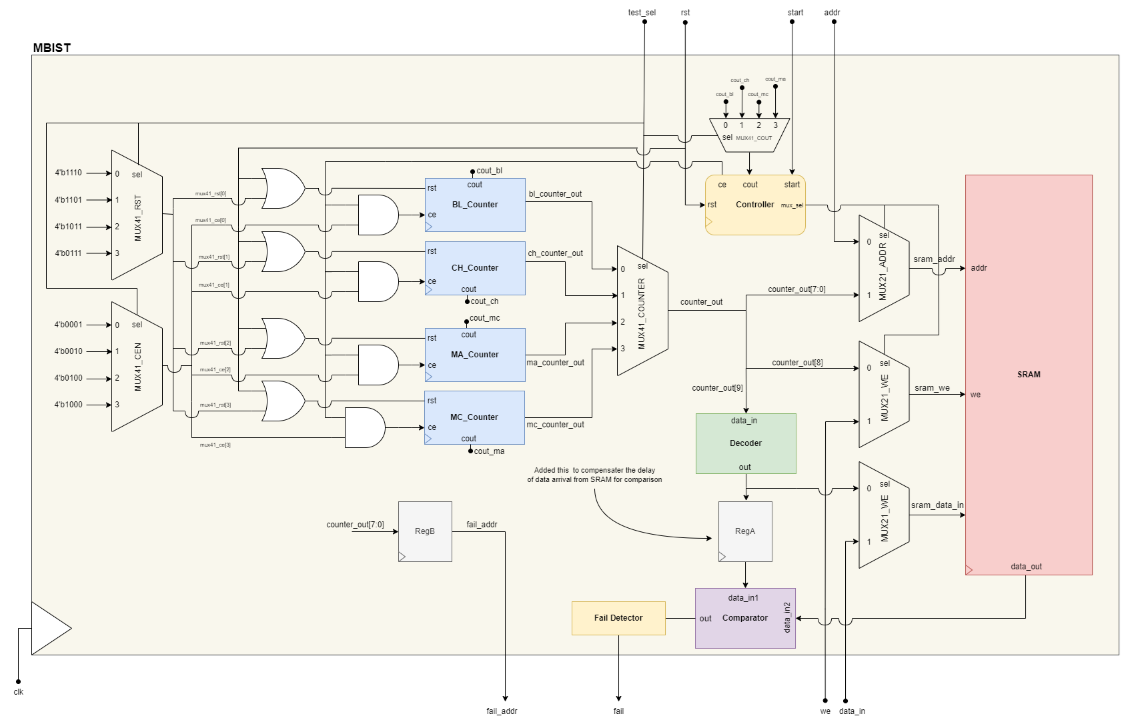 test_sel
rst
start
addr
MBIST
cout_bl
cout_ch
cout_mc
cout_ma
0 1 2 3
sel MUX41_COUT
4'b1110
4'b1101
4'b1011
4'b0111
0
1
2
3
sel
MUX41_RST
mux41_rst[0]
mux41_ce[0]
mux41_rst[1]
mux41_ce[1]
cout_bl
rst
cout
ce
BL_Counter
bl_counter_out
rst
CH_Counter
ce
cout
ch_counter_out
cout_ch
ce
cout
start
rst
Controller
mux_sel
0
sel
1
MUX21_ADDR
sram_addr
addr
4'b0001
4'b0010
4'b0100
4'b1000
0
1
2
3
sel
MUX41_CEN
mux41_rst[2]
mux41_ce[2]
mux41_rst[3]
mux41_ce[3]
cout_mc
rst
cout
MA_Counter
ce
ma_counter_out
rst
MC_Counter
ce
cout
mc_counter_out
cout_ma
0
1
2
3
sel
MUX41_COUNTER
counter_out
counter_out[7:0]
counter_out[8]
counter_out[9]
0
sel
1
MUX21_WE
sram_we
we
SRAM
data_in
Decoder
out
Added this to compensater the delay
of data arrival from SRAM for comparison
0
sel
1
MUX21_WE
sram_data_in
data_out
counter_out[7:0]
RegB
fail_addr
RegA
data_in1
out
Comparator
data_in2
Fail Detector
clk
fail_addr
fail
we
data_in